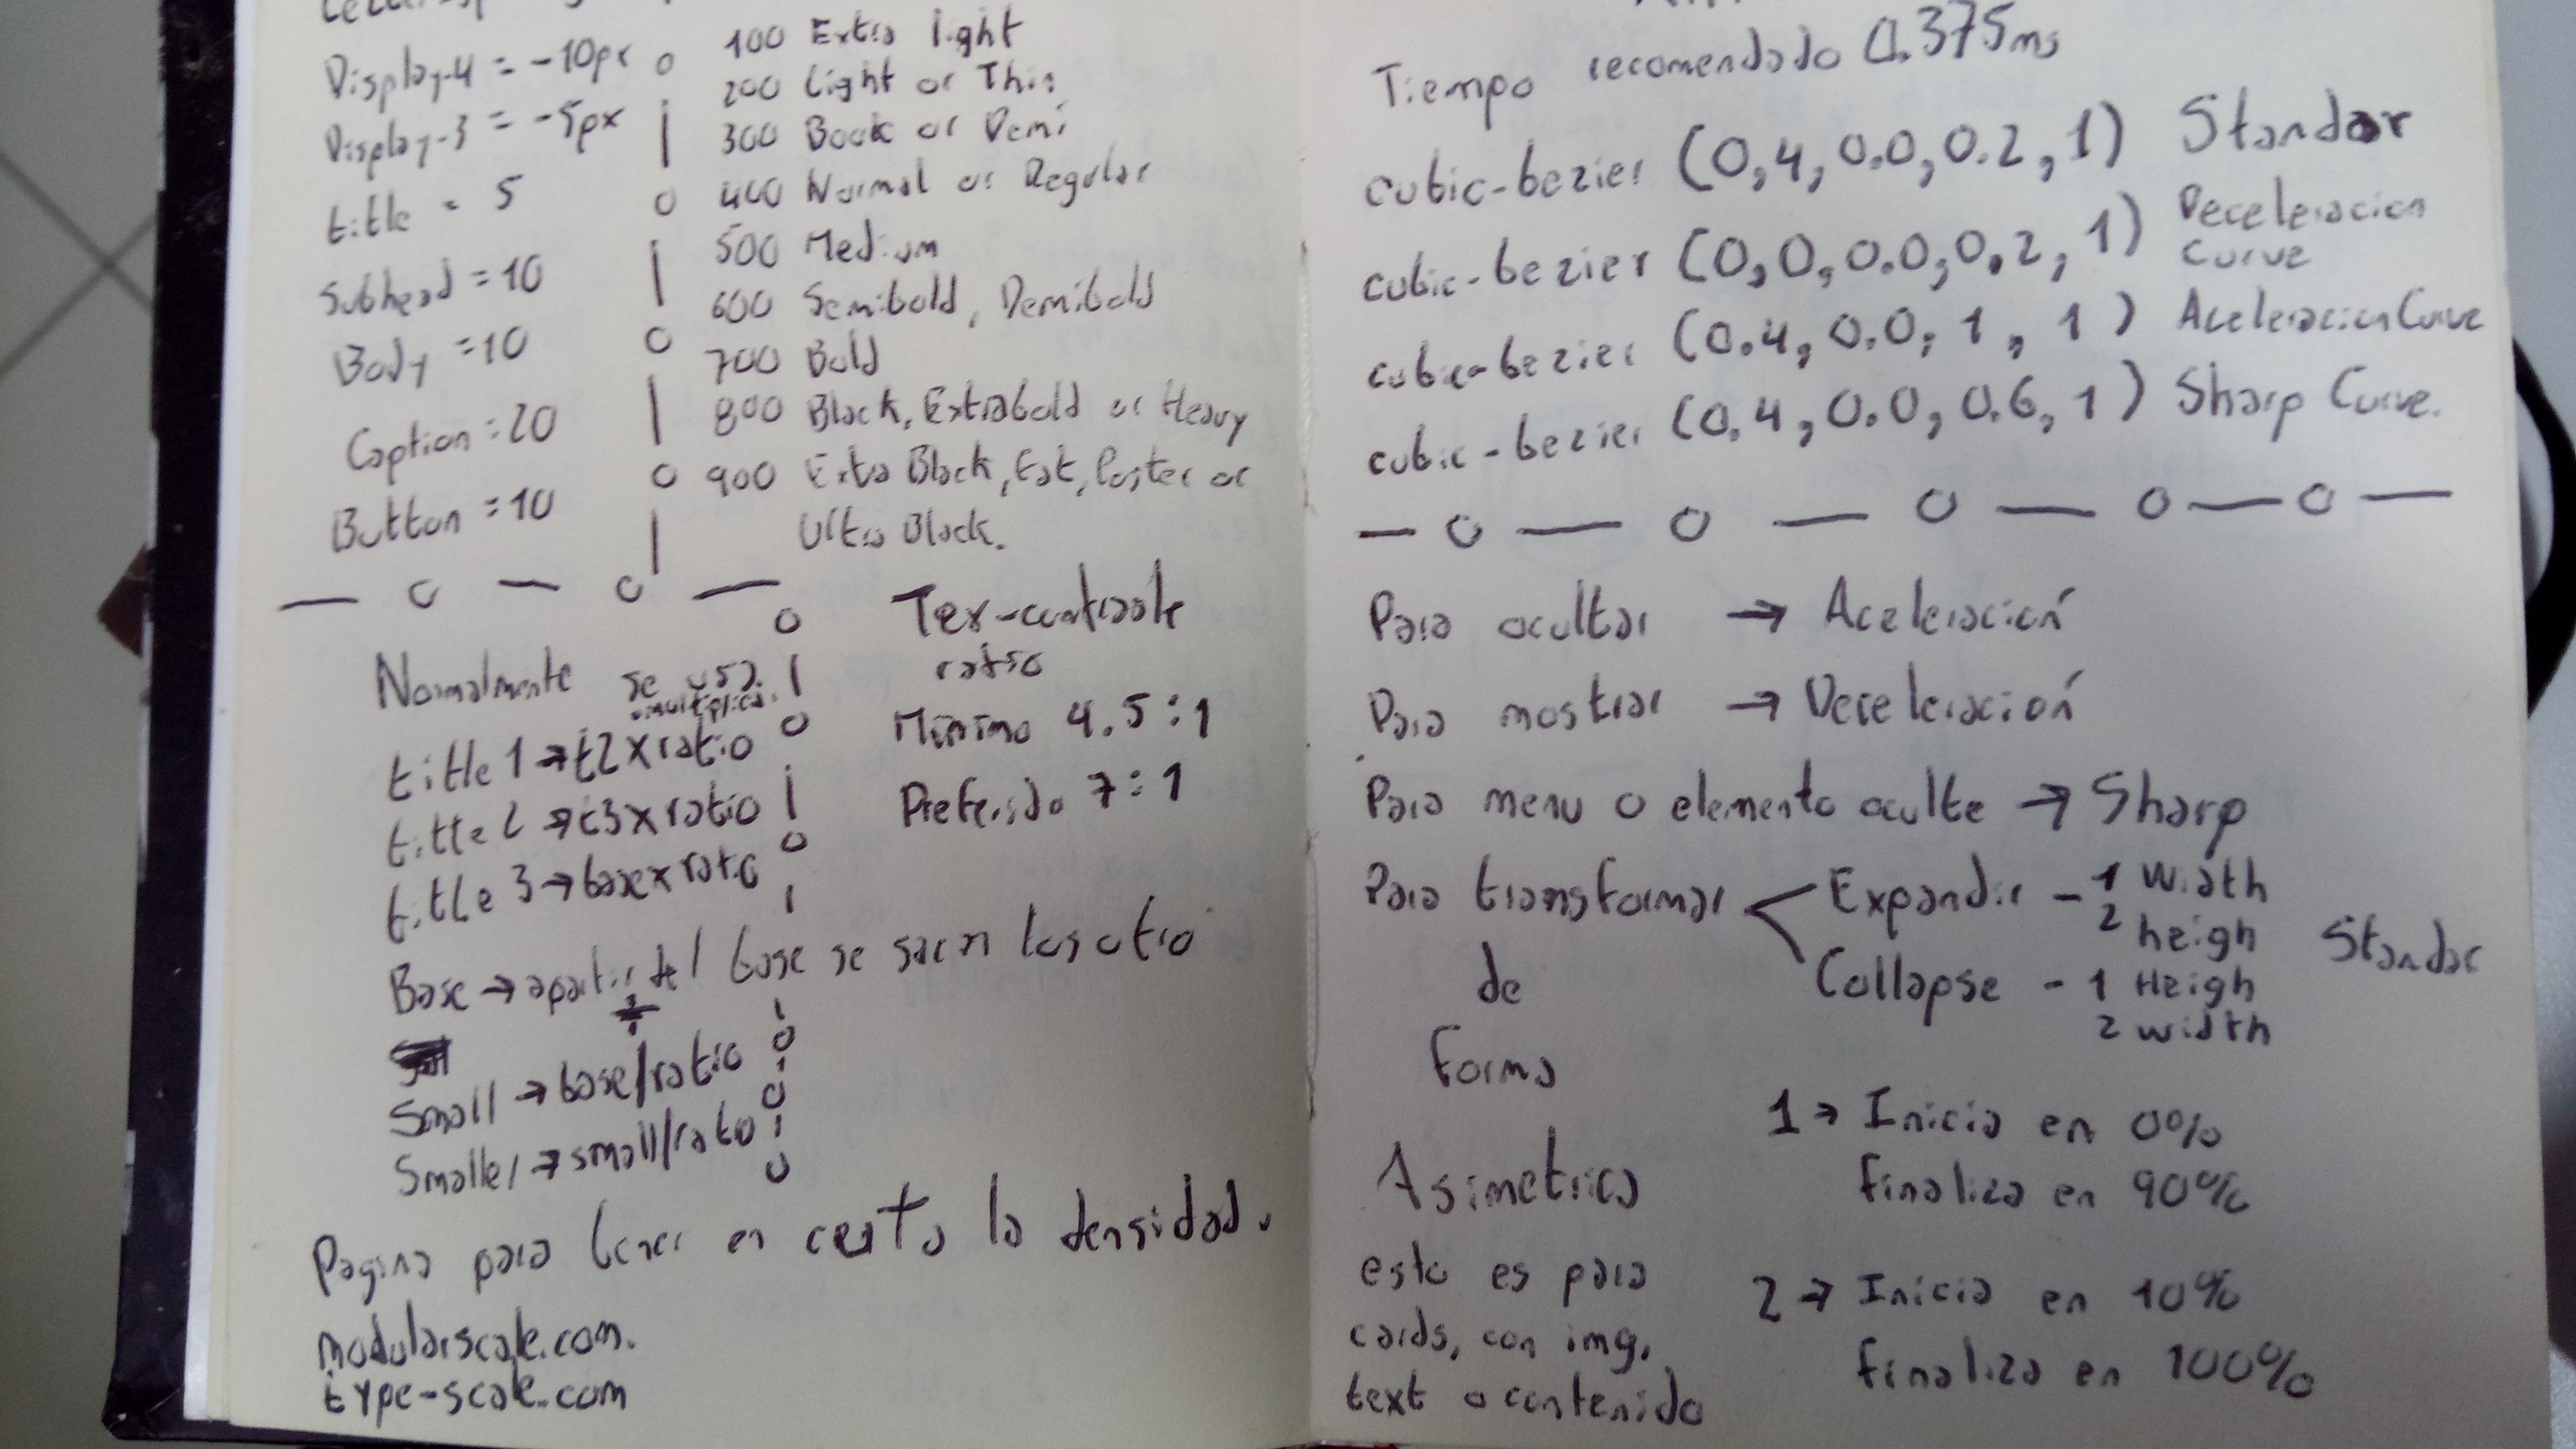 Display-4 = -10px
Display-3 = -5px
title = 5
Subhead = 10
Body = 10
Caption = 20
Button = 10
100 Extra light
200 Light or Thin
300 Book or Demi
400 Normal or Regular
500 Medium
600 Semibold, Demibold
700 Bold
800 Black, Extrabold or Heavy
900 Extra Black, Fat, Poster or
Ultra Black.
Normalmente se usa
multiplica.
title 1 → t2 x ratio
title 2 → t3 x ratio
title 3 → base x ratio
Base → apartir del base se sacan los otro
Small → base/ratio
Smaller → small/ratio
Tex-contraste
ratio
Minimo 4.5:1
Preferido 7:1
Pagina para tener en cuenta la densidad.
modularscale.com.
type-scale.com
Tiempo recomendado 0.375ms
cubic-bezier (0,4,0.0,0.2,1) Standar
cubic-bezier (0,0,0.0,0.2,1) Deceleracion
Curve
cubic-bezier (0.4,0.0,1,1) Aceleracion Curve
cubic-bezier (0.4,0.0,0.6,1) Sharp Curve.
Para ocultar → Aceleración
Para mostrar → Deceleración
Para menu o elemento oculte → Sharp
Para transformar < Expandir - 1 Width
2 heigh
de Collapse - 1 Heigh Standar
2 width
Forma
1 → Inicia en 0%
Finaliza en 90%
Asimetrica
2 → Inicia en 10%
Finaliza en 100%
esto es para
cards, con img,
text o contenido